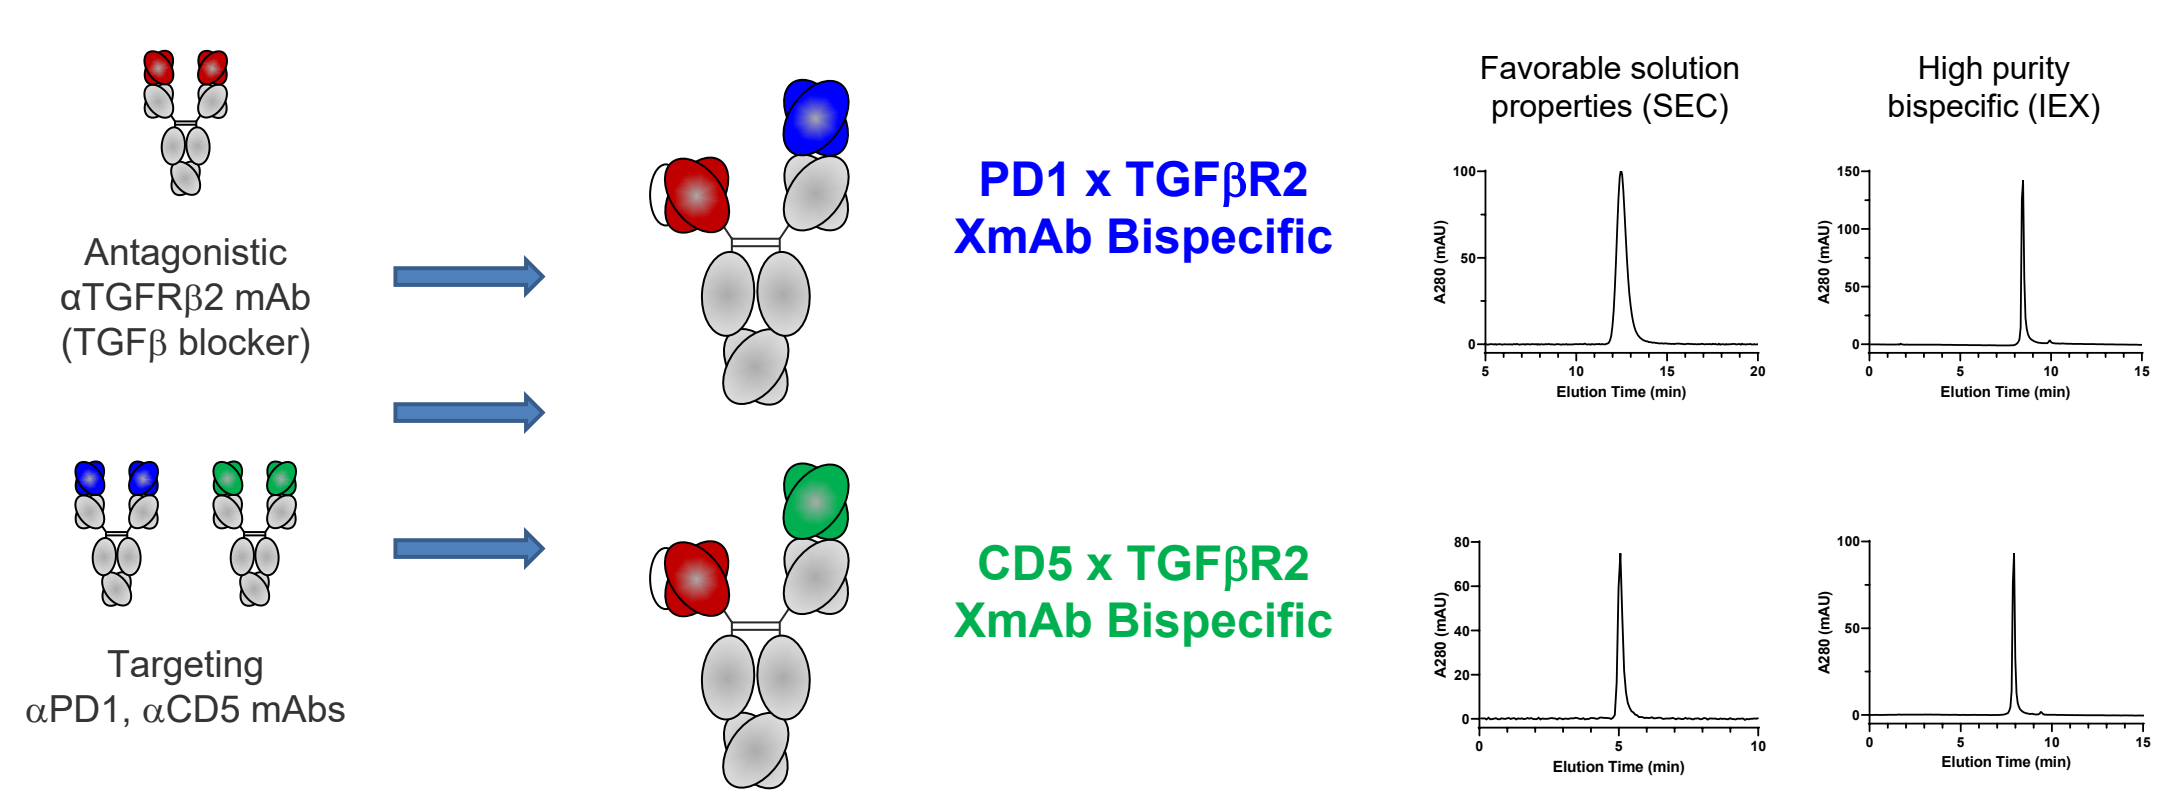 Antagonistic
αTGFRβ2 mAb
(TGFβ blocker)
Targeting
αPD1, αCD5 mAbs
PD1 x TGFβR2
XmAb Bispecific
CD5 x TGFβR2
XmAb Bispecific
Favorable solution
properties (SEC)
100
50
0
A280 (mAU)
5 10 15 20
Elution Time (min)
High purity
bispecific (IEX)
150
100
50
0
A280 (mAU)
0 5 10 15
Elution Time (min)
80
60
40
20
0
A280 (mAU)
0 5 10
Elution Time (min)
100
50
0
A280 (mAU)
0 5 10 15
Elution Time (min)